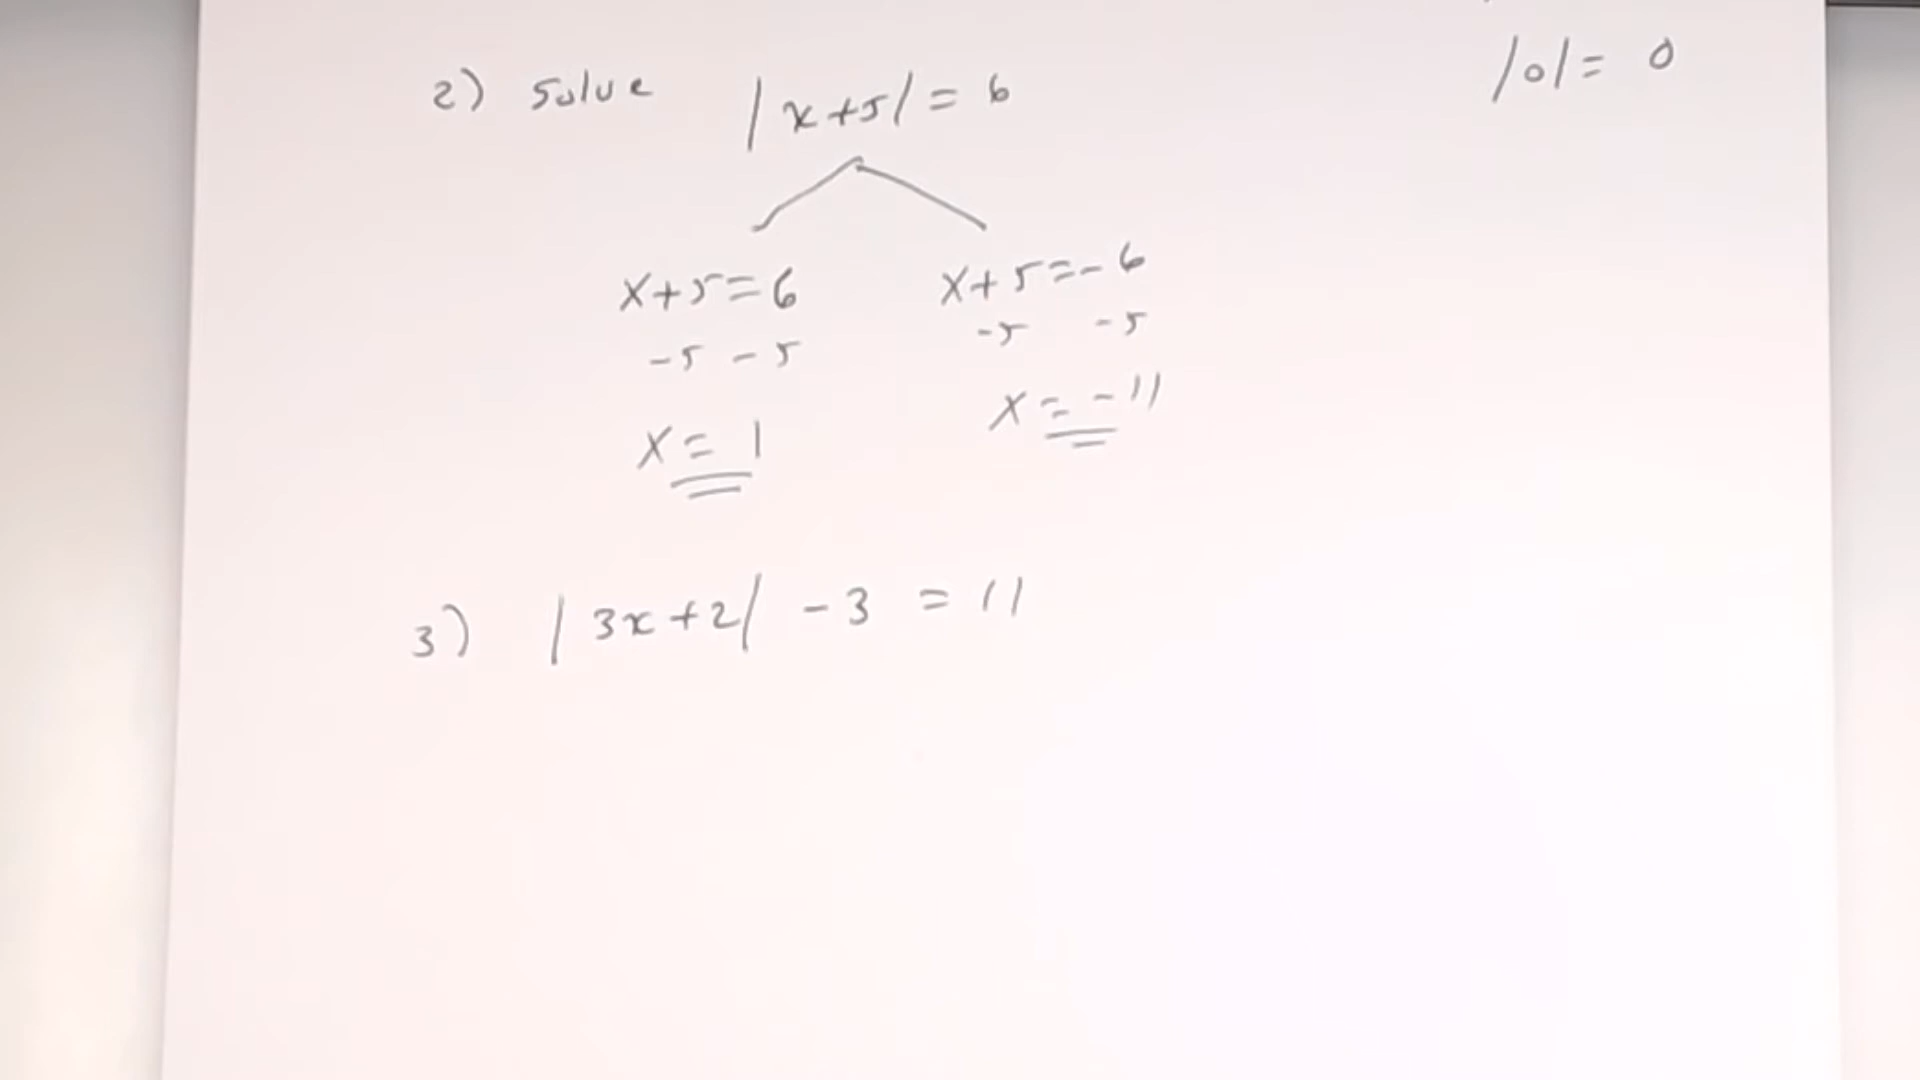 2) Solve |x+5| = 6
|0| = 0
x+5=6 x+5=-6
-5 -5 -5 -5
x = 1 x = -11
3) |3x+2| - 3 = 11